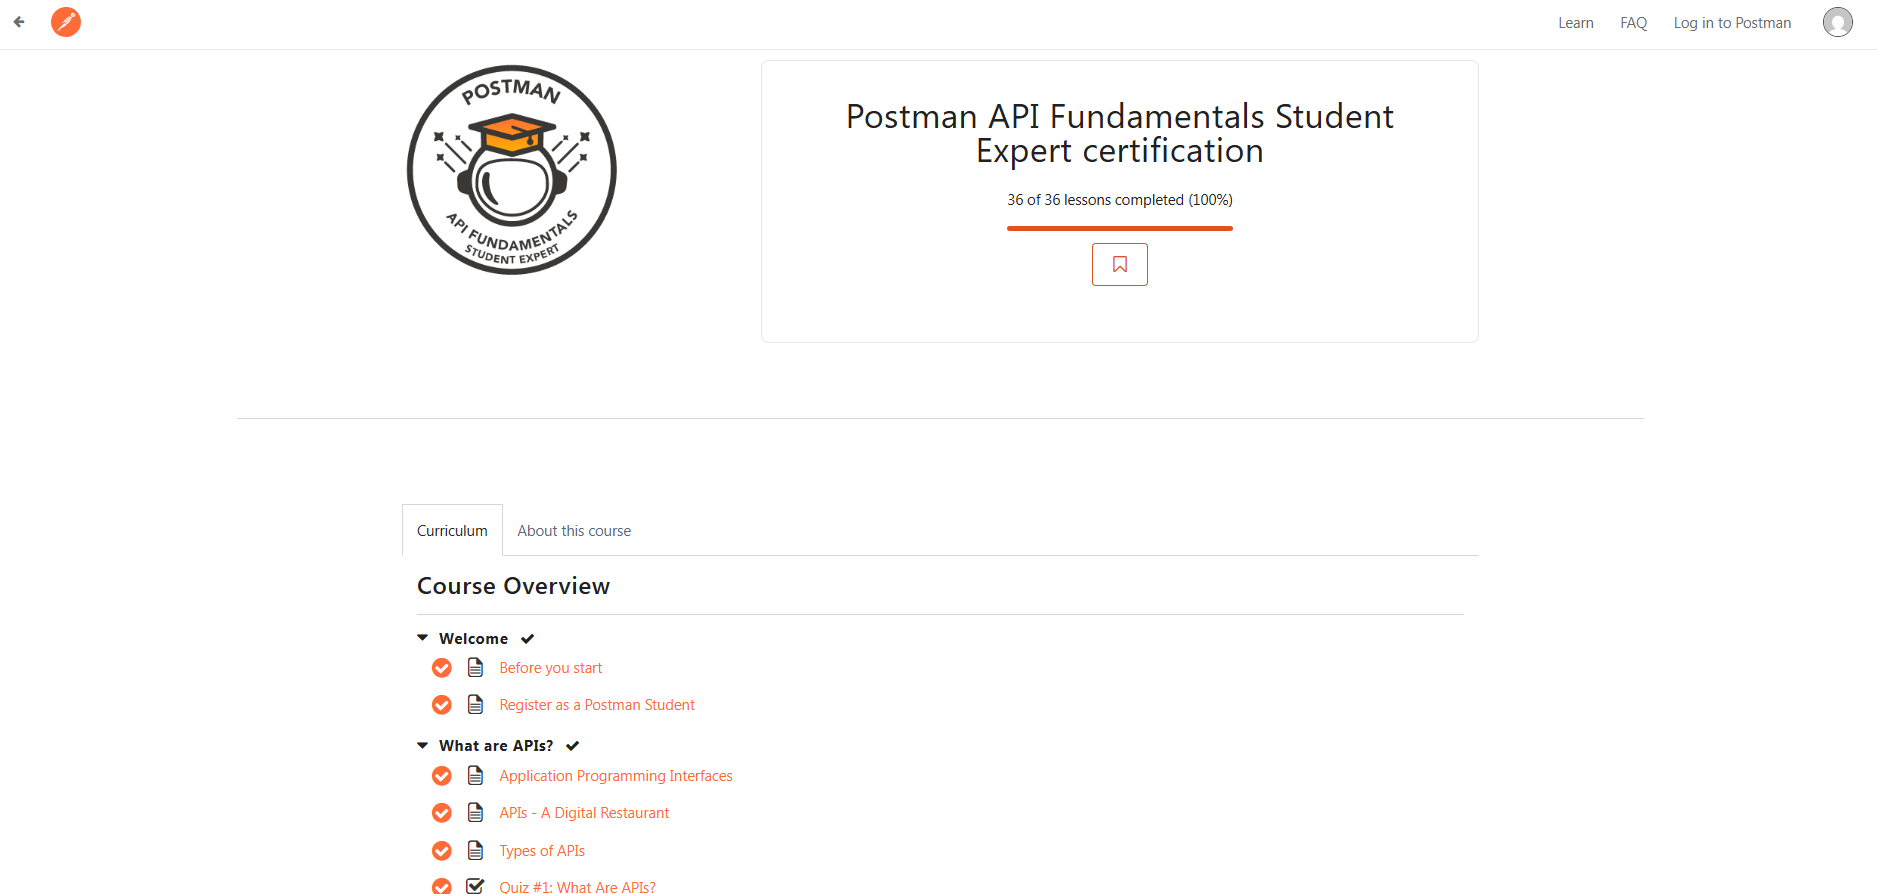 Learn
FAQ
Log in to Postman
POSTMAN
API FUNDAMENTALS
STUDENT EXPERT
Postman API Fundamentals Student
Expert certification
36 of 36 lessons completed (100%)
Curriculum
About this course
Course Overview
Welcome
Before you start
Register as a Postman Student
What are APIs?
Application Programming Interfaces
APIs - A Digital Restaurant
Types of APIs
Quiz #1: What Are APIs?